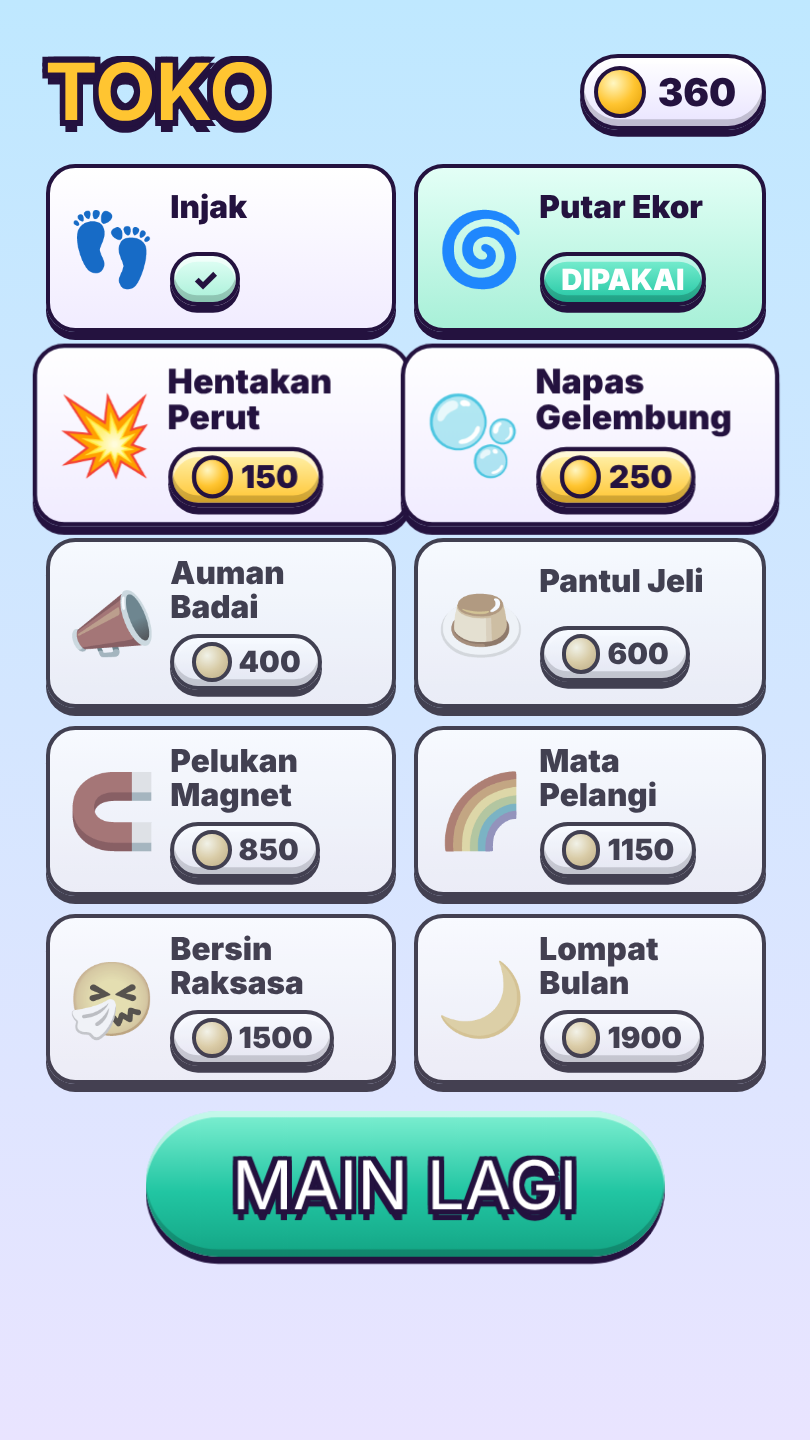 TOKO
360
Injak
✓
Putar Ekor
DIPAKAI
Hentakan
Perut
150
Napas
Gelembung
250
Auman
Badai
400
Pantul Jeli
600
Pelukan
Magnet
850
Mata
Pelangi
1150
Bersin
Raksasa
1500
Lompat
Bulan
1900
MAIN LAGI